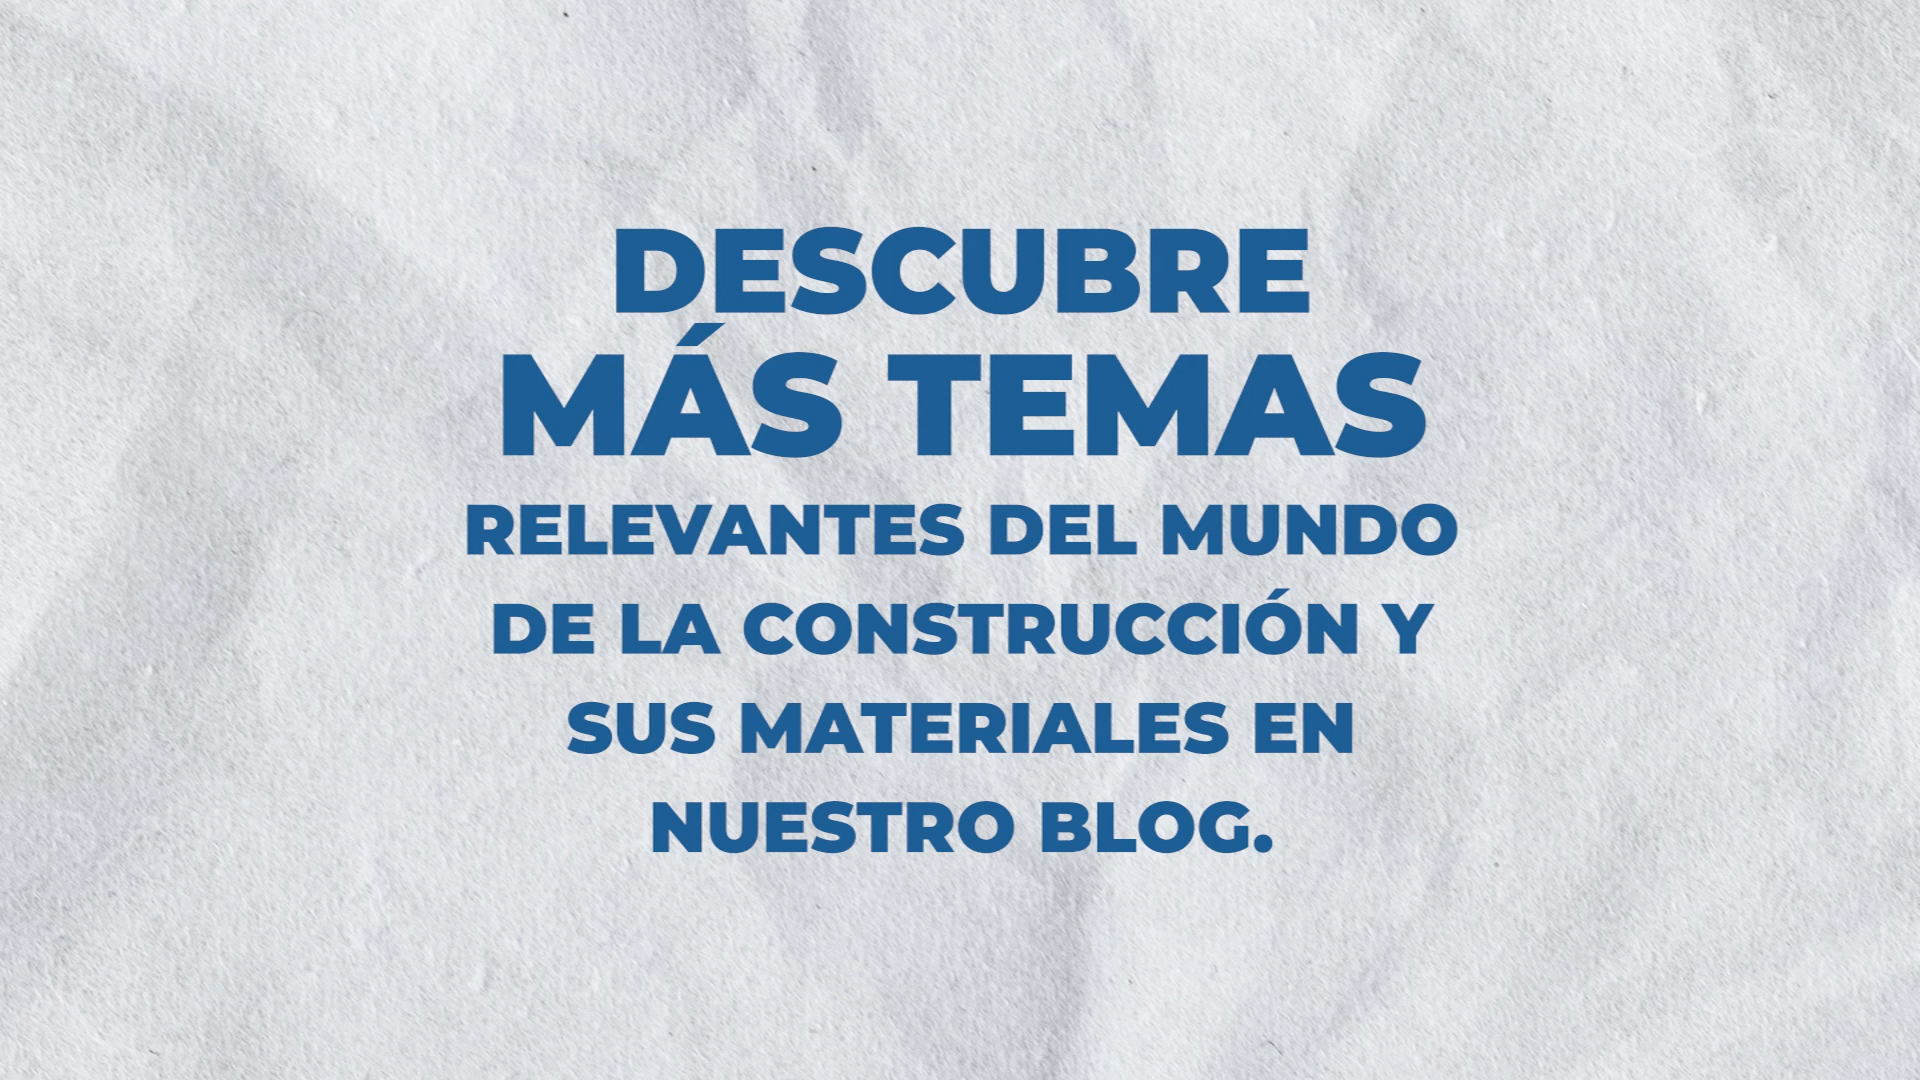 DESCUBRE
MÁS TEMAS
RELEVANTES DEL MUNDO
DE LA CONSTRUCCIÓN Y
SUS MATERIALES EN
NUESTRO BLOG.